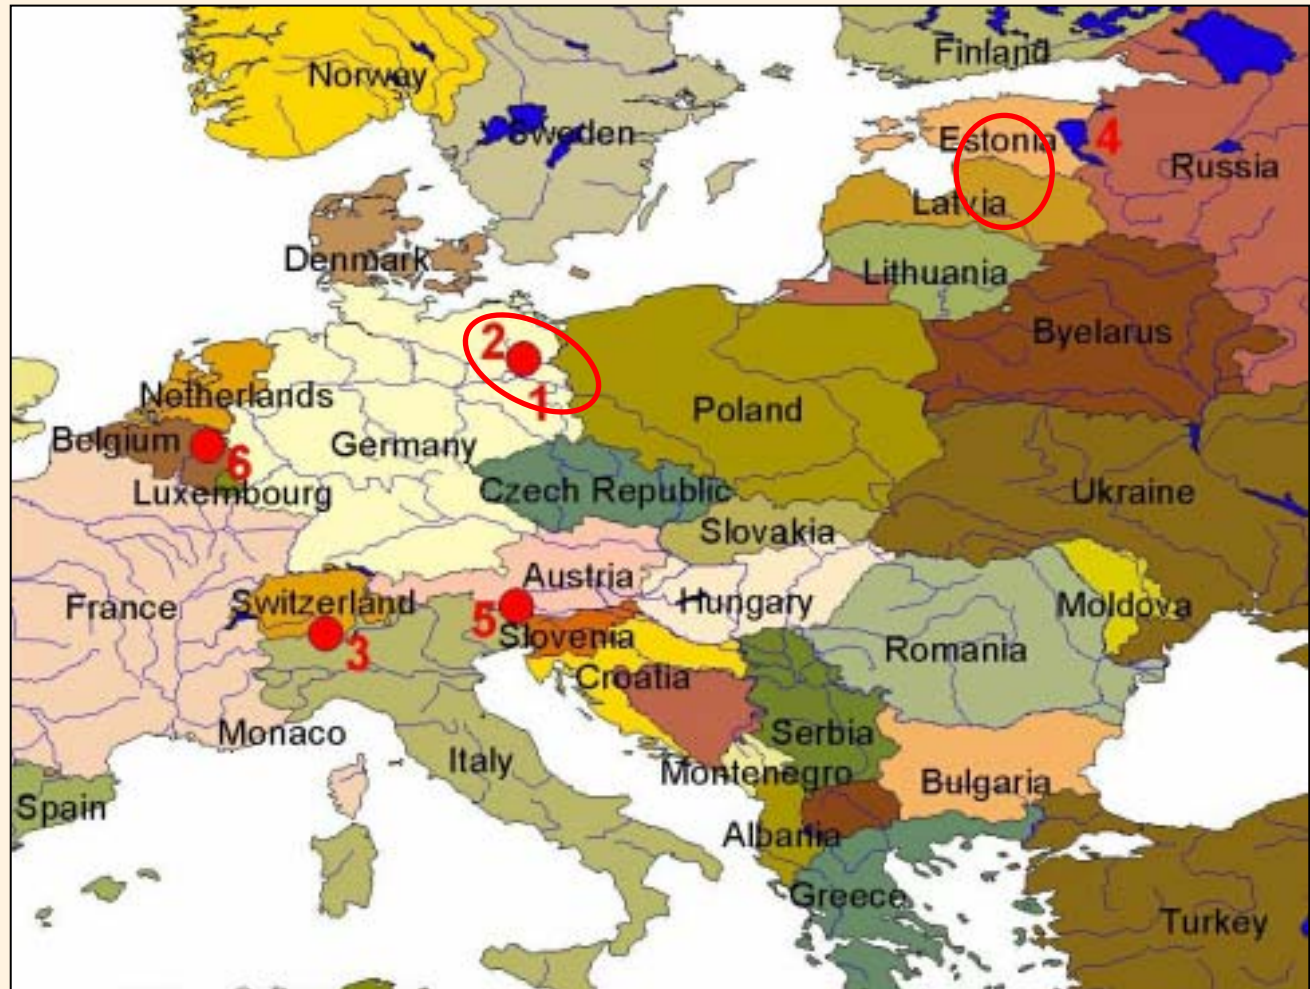 Finland
Norway
Sweden
Estonia
4
Russia
Latvia
Denmark
Lithuania
Byelarus
2
Netherlands
1
Poland
Belgium
Germany
6
Luxembourg
Czech Republic
Ukraine
Slovakia
Austria
France
Switzerland
Hungary
Moldova
5
Slovenia
3
Romania
Croatia
Monaco
Serbia
Italy
Montenegro
Bulgaria
Spain
Albania
Greece
Turkey